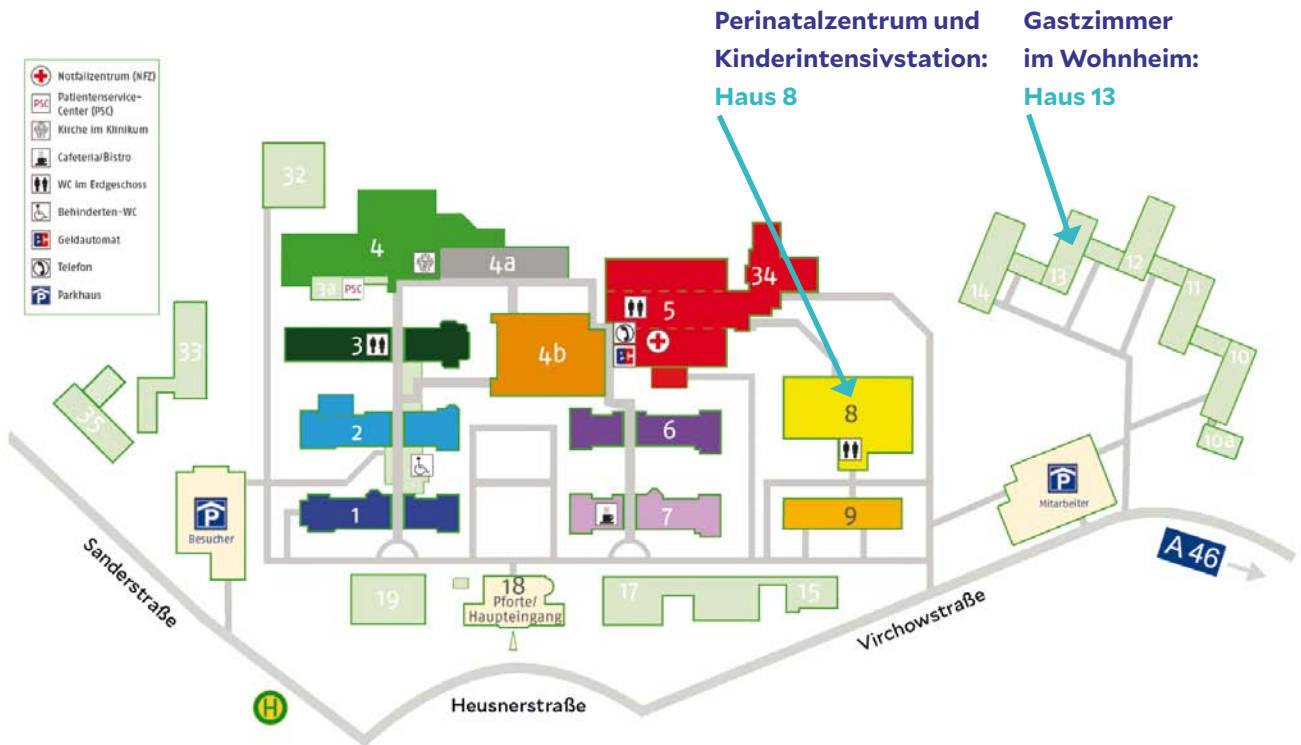 Perinatalzentrum und
Kinderintensivstation:
Haus 8
Gastzimmer
im Wohnheim:
Haus 13
Notfallzentrum (NFZ)
PSC
Patientenservice-
Center (PSC)
Kirche im Klinikum
Cafeteria/Bistro
WC im Erdgeschoss
Behinderten-WC
EC
Geldautomat
Telefon
P
Parkhaus
32
4
4a
3a
PSC
34
5
EC
3
4b
33
35
2
6
8
1
7
9
14
13
12
11
10
10a
P
Besucher
P
Mitarbeiter
A 46
19
18
Pforte/
Haupteingang
17
15
Sanderstraße
Heusnerstraße
Virchowstraße
H